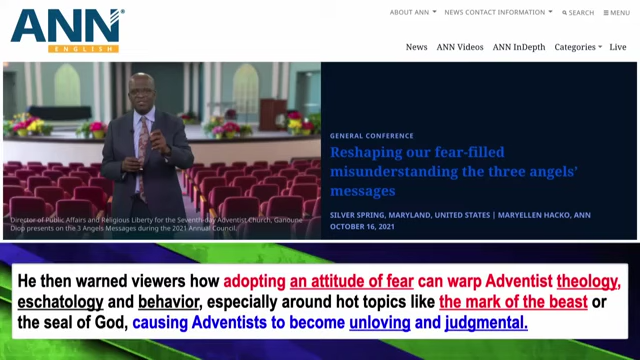 ANN
ENGLISH
ABOUT ANN NEWS CONTACT INFORMATION SEARCH MENU
News ANN Videos ANN InDepth Categories Live
Director of Public Affairs and Religious Liberty for the Seventh-day Adventist Church, Ganoune
Diop presents on the 3 Angels Messages during the 2021 Annual Council.
GENERAL CONFERENCE
Reshaping our fear-filled
misunderstanding the three angels’
messages
SILVER SPRING, MARYLAND, UNITED STATES | MARYELLEN HACKO, ANN
OCTOBER 16, 2021
He then warned viewers how adopting an attitude of fear can warp Adventist theology,
eschatology and behavior, especially around hot topics like the mark of the beast or
the seal of God, causing Adventists to become unloving and judgmental.